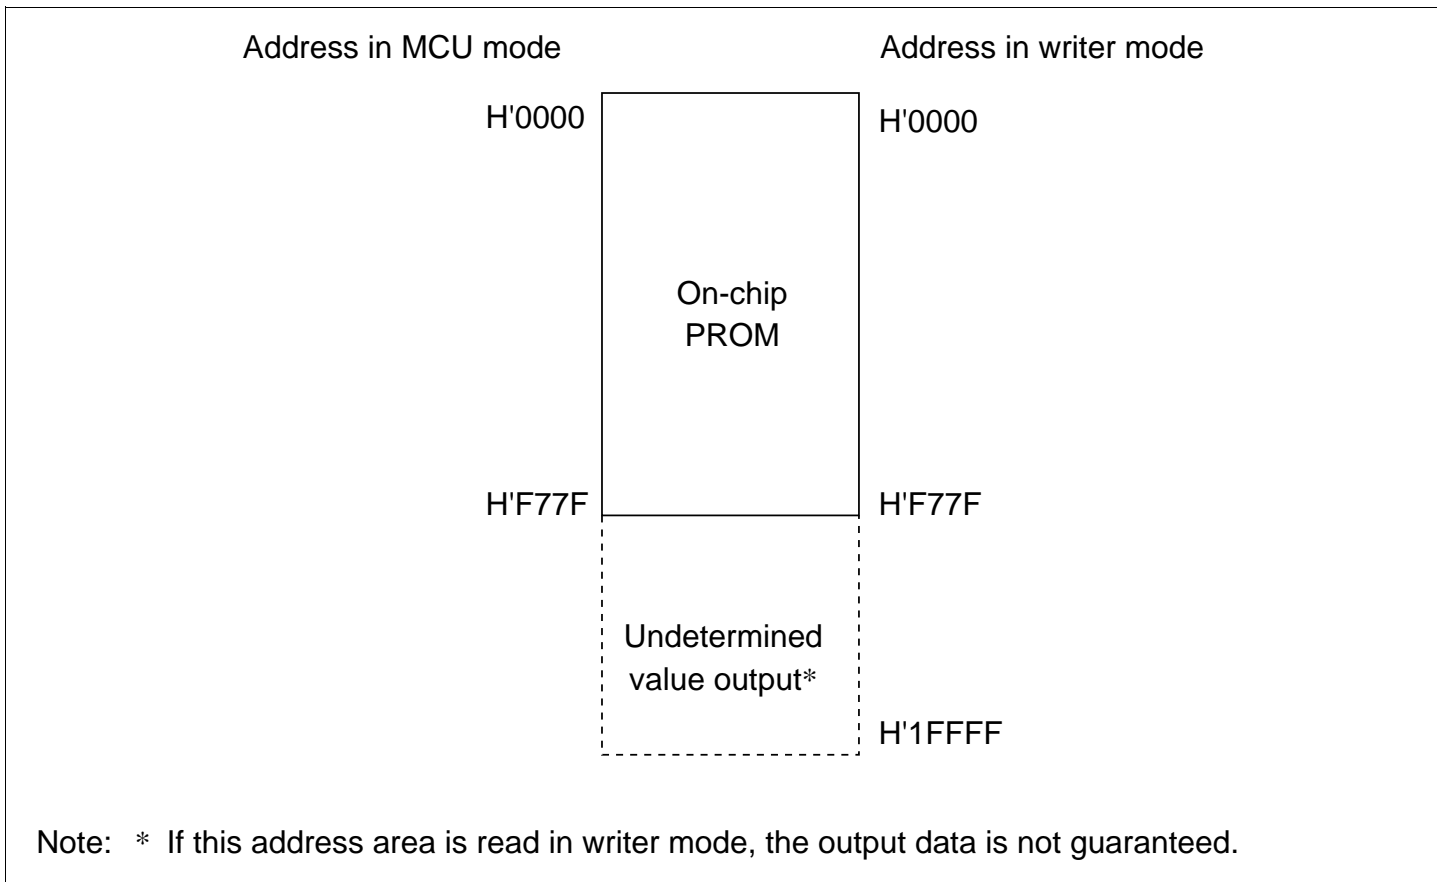 Address in MCU mode
Address in writer mode
H'0000
H'0000
On-chip
PROM
H'F77F
H'F77F
Undetermined
value output*
H'1FFFF
Note: * If this address area is read in writer mode, the output data is not guaranteed.